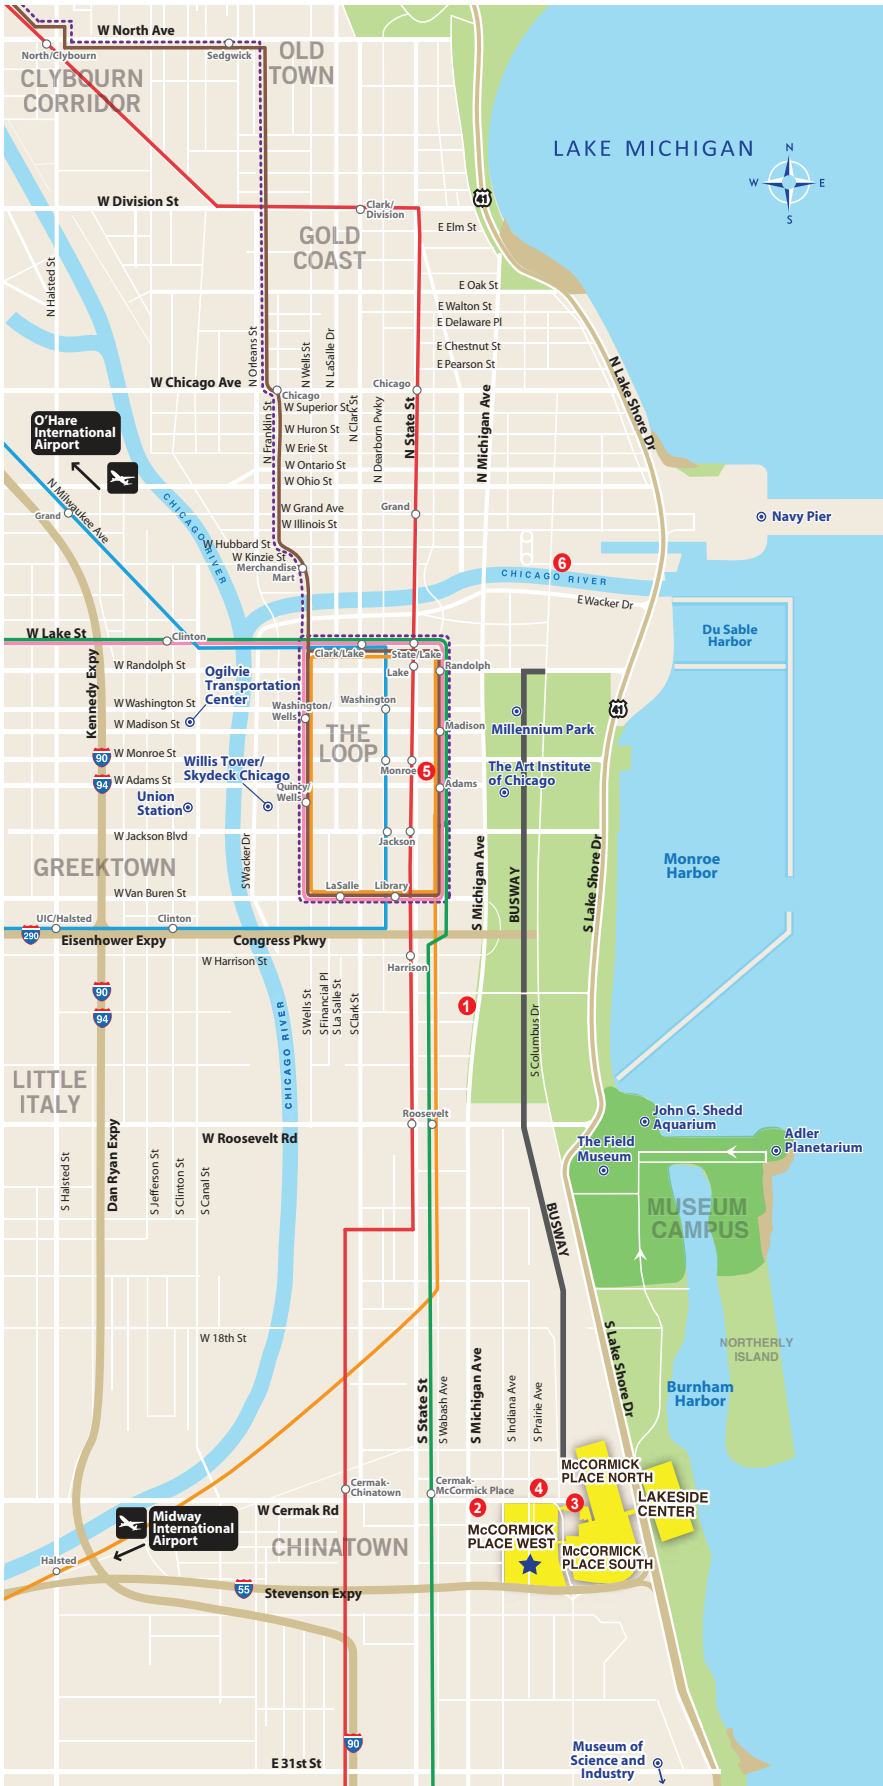 W North Ave
North/Clybourn
Sedgwick
OLD
TOWN
CLYBOURN
CORRIDOR
LAKE MICHIGAN
N
W
E
S
41
W Division St
Clark/
Division
E Elm St
GOLD
COAST
N Halsted St
E Oak St
E Walton St
E Delaware Pl
E Chestnut St
E Pearson St
N Orleans St
N Wells St
N LaSalle Dr
N Lake Shore Dr
W Chicago Ave
Chicago
Chicago
W Superior St
N Clark St
N Dearborn Pwky
N State St
N Michigan Ave
N Franklin St
O'Hare
International
Airport
W Huron St
W Erie St
W Ontario St
W Ohio St
N Milwaukee Ave
Grand
CHICAGO RIVER
W Grand Ave
W Illinois St
Grand
Navy Pier
W Hubbard St
W Kinzie St
Merchandise
Mart
6
CHICAGO RIVER
E Wacker Dr
W Lake St
Clinton
Clark/Lake
State/Lake
Lake
Randolph
Du Sable
Harbor
Kennedy Expy
W Randolph St
Ogilvie
Transportation
Center
W Washington St
W Madison St
Washington/
Wells
Washington
Madison
THE
LOOP
Millennium Park
41
90
94
W Monroe St
Willis Tower/
Skydeck Chicago
W Adams St
Monroe
5
Adams
The Art Institute
of Chicago
Union
Station
Quincy/
Wells
W Jackson Blvd
Jackson
GREEKTOWN
S Wacker Dr
S Michigan Ave
BUSWAY
S Lake Shore Dr
Monroe
Harbor
W Van Buren St
LaSalle
Library
UIC/Halsted
Clinton
290
Eisenhower Expy
Congress Pkwy
W Harrison St
Harrison
90
94
CHICAGO RIVER
S Wells St
S Financial Pl
S La Salle St
S Clark St
1
S Columbus Dr
LITTLE
ITALY
Roosevelt
W Roosevelt Rd
John G. Shedd
Aquarium
The Field
Museum
Adler
Planetarium
S Halsted St
Dan Ryan Expy
S Jefferson St
S Clinton St
S Canal St
BUSWAY
MUSEUM
CAMPUS
W 18th St
NORTHERLY
ISLAND
S Lake Shore Dr
Burnham
Harbor
S State St
S Wabash Ave
S Michigan Ave
S Indiana Ave
S Prairie Ave
Cermak-
Chinatown
Cermak-
McCormick Place
McCORMICK
PLACE NORTH
LAKESIDE
CENTER
4
3
2
W Cermak Rd
Midway
International
Airport
CHINATOWN
McCORMICK
PLACE WEST
McCORMICK
PLACE SOUTH
Halsted
55
Stevenson Expy
90
E 31st St
Museum of
Science and
Industry